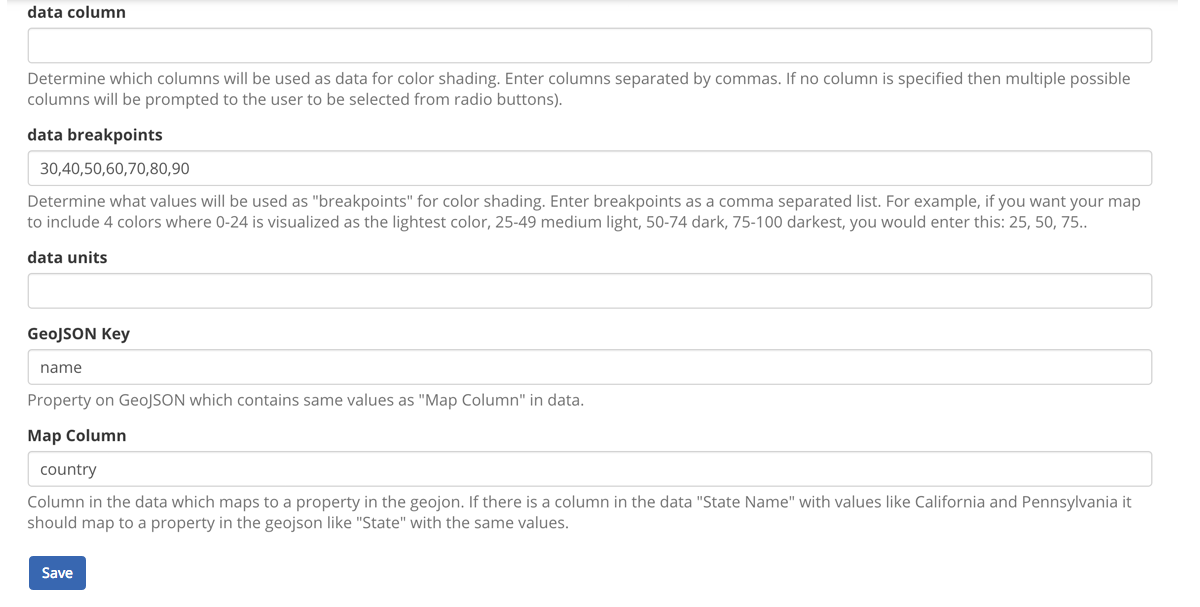 data column
Determine which columns will be used as data for color shading. Enter columns separated by commas. If no column is specified then multiple possible
columns will be prompted to the user to be selected from radio buttons).
data breakpoints
30,40,50,60,70,80,90
Determine what values will be used as "breakpoints" for color shading. Enter breakpoints as a comma separated list. For example, if you want your map
to include 4 colors where 0-24 is visualized as the lightest color, 25-49 medium light, 50-74 dark, 75-100 darkest, you would enter this: 25, 50, 75..
data units
GeoJSON Key
name
Property on GeoJSON which contains same values as "Map Column" in data.
Map Column
country
Column in the data which maps to a property in the geojon. If there is a column in the data "State Name" with values like California and Pennsylvania it
should map to a property in the geojson like "State" with the same values.
Save